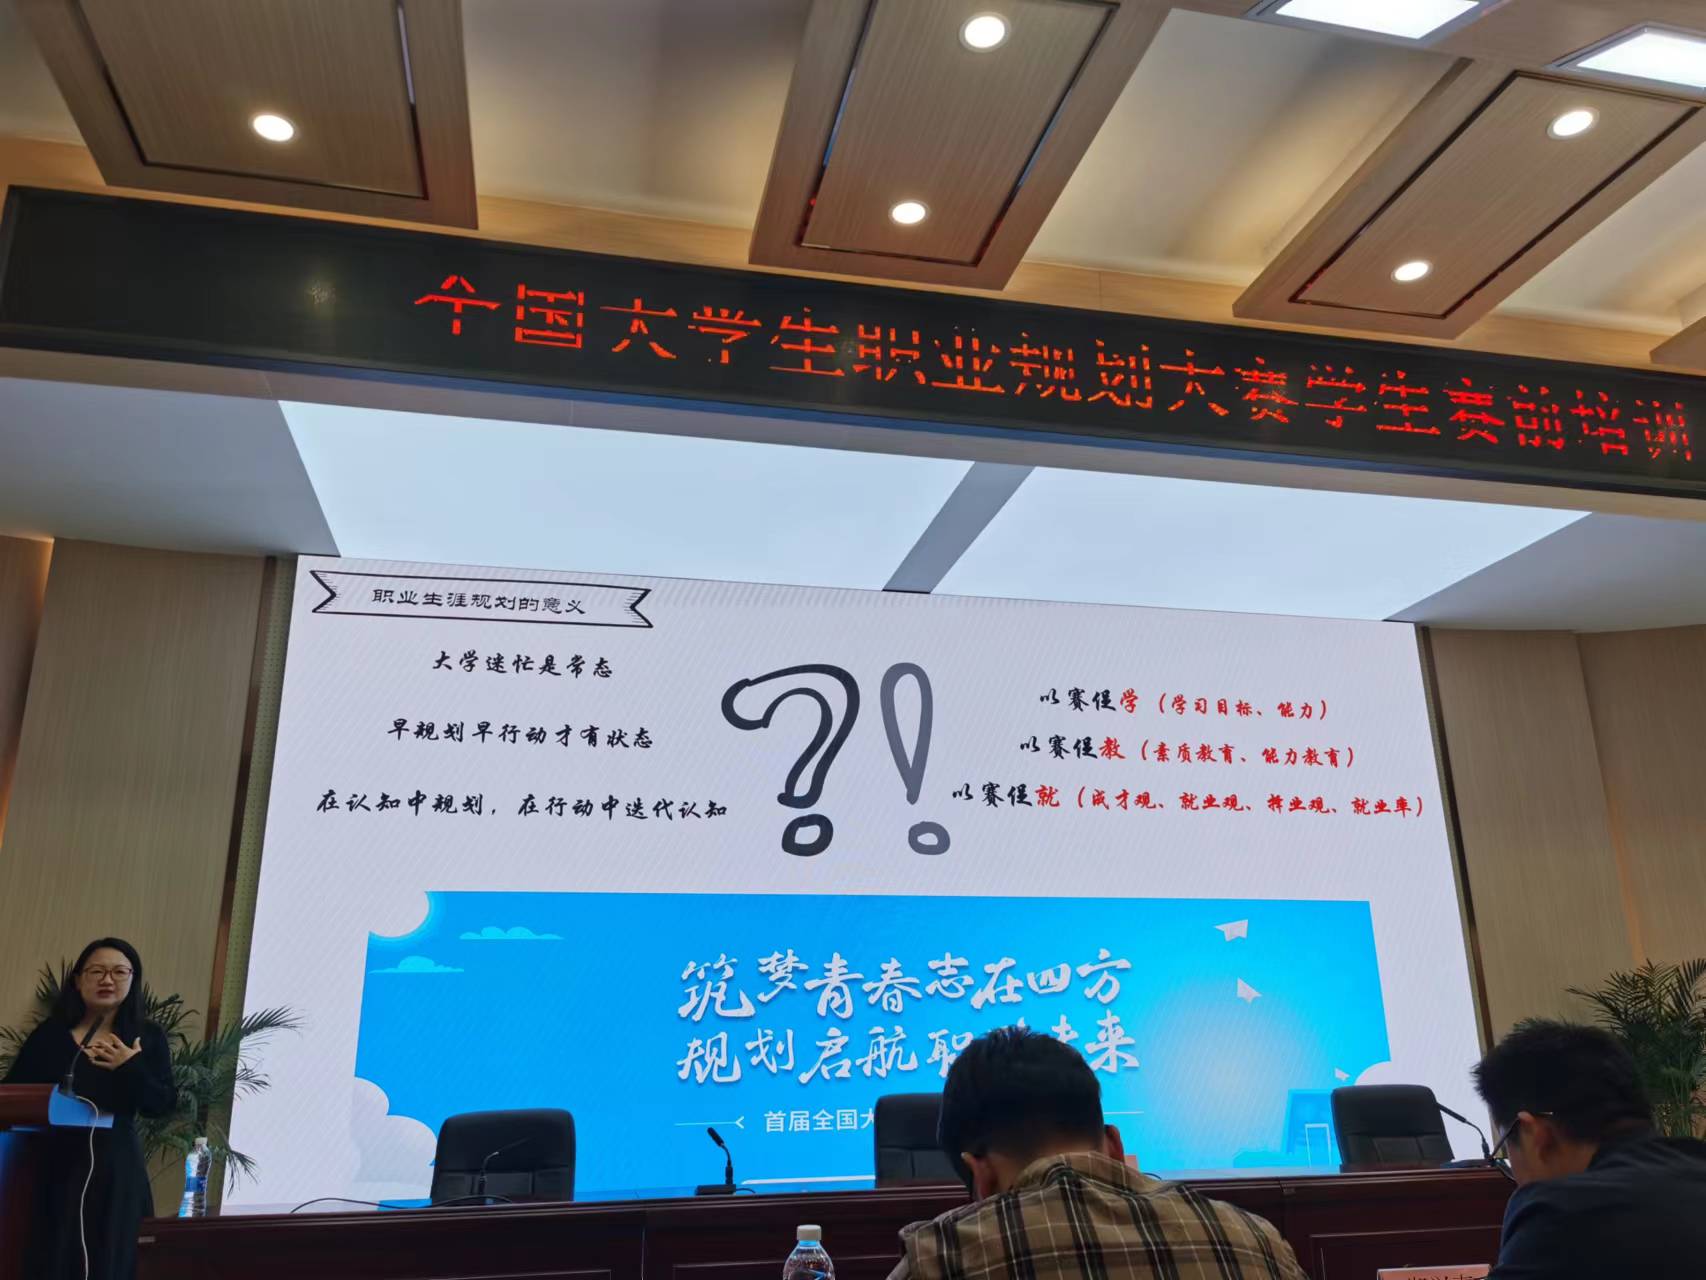 全国大学生职业规划大赛学生赛前培训
职业生涯规划的意义
大学迷忙是常态
早规划早行动才有状态
在认知中规划，在行动中迭代认知
?!
以赛促学（学习目标、能力）
以赛促教（素质教育、能力教育）
以赛促就（成才观、就业观、择业观、就业率）
筑梦青春志在四方
规划启航职 未来
首届全国大